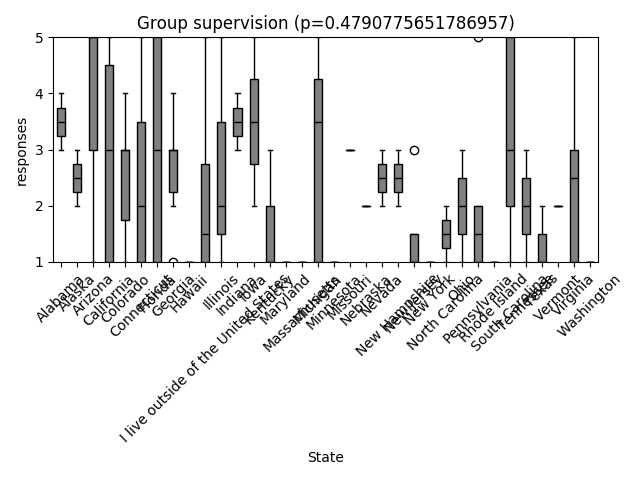 Group supervision (p=0.4790775651786957)
responses
5
4
3
2
1
Alabama
Alaska
Arizona
California
Colorado
Connecticut
Florida
Georgia
Hawaii
I live outside of the United States
Illinois
Indiana
Iowa
Kentucky
Maryland
Massachusetts
Michigan
Minnesota
Missouri
Nebraska
Nevada
New Hampshire
New Jersey
New York
North Carolina
Ohio
Pennsylvania
Rhode Island
South Carolina
Tennessee
Texas
Vermont
Virginia
Washington
State